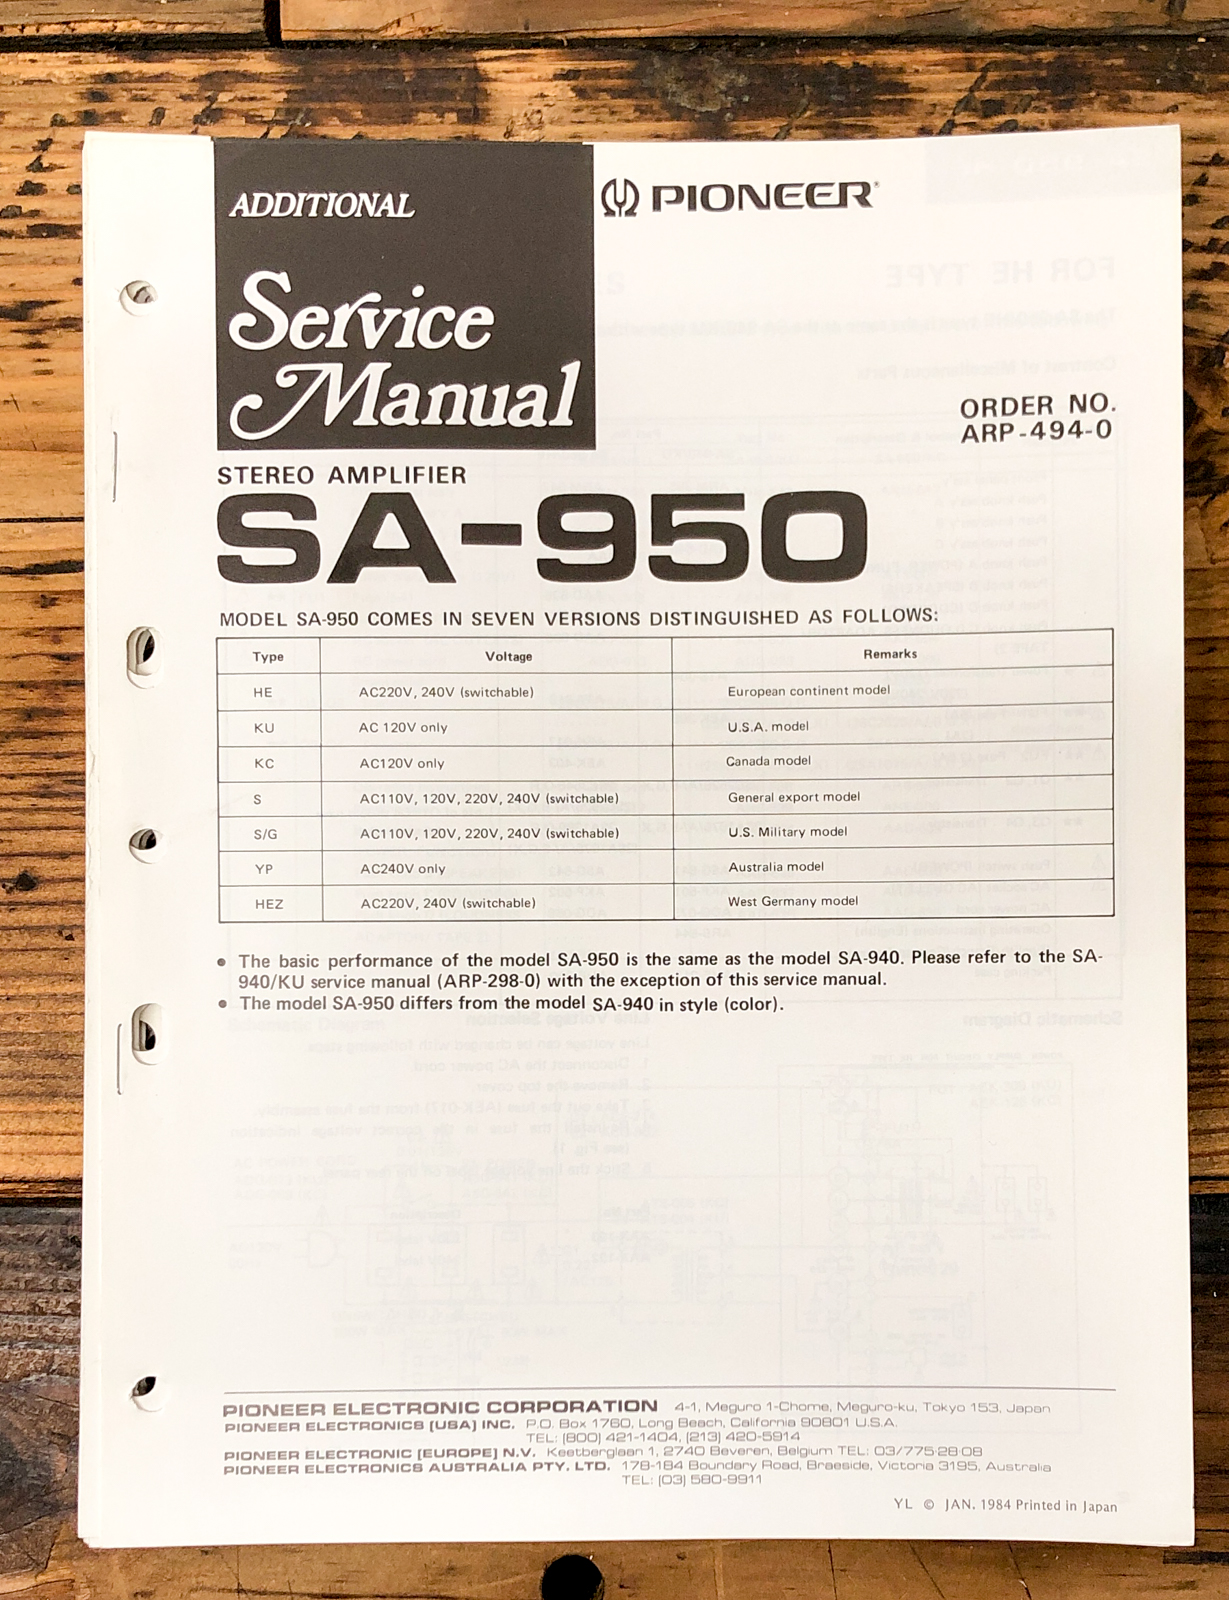 ADDITIONAL
Service
Manual
PIONEER®
ORDER NO.
ARP-494-0
STEREO AMPLIFIER
SA-950
MODEL SA-950 COMES IN SEVEN VERSIONS DISTINGUISHED AS FOLLOWS:
Type Voltage Remarks
HE AC220V, 240V (switchable) European continent model
KU AC 120V only U.S.A. model
KC AC120V only Canada model
S AC110V, 120V, 220V, 240V (switchable) General export model
S/G AC110V, 120V, 220V, 240V (switchable) U.S. Military model
YP AC240V only Australia model
HEZ AC220V, 240V (switchable) West Germany model
● The basic performance of the model SA-950 is the same as the model SA-940. Please refer to the SA-
940/KU service manual (ARP-298-0) with the exception of this service manual.
● The model SA-950 differs from the model SA-940 in style (color).
PIONEER ELECTRONIC CORPORATION 4-1, Meguro 1-Chome, Meguro-ku, Tokyo 153, Japan
PIONEER ELECTRONICS [USA] INC. P.O. Box 1760, Long Beach, California 90801 U.S.A.
TEL: [800] 421-1404, [213] 420-5914
PIONEER ELECTRONIC [EUROPE] N.V. Keetberglaan 1, 2740 Beveren, Belgium TEL: 03/775·28·08
PIONEER ELECTRONICS AUSTRALIA PTY. LTD. 178-184 Boundary Road, Braeside, Victoria 3195, Australia
TEL: [03] 580-9911
YL © JAN. 1984 Printed in Japan